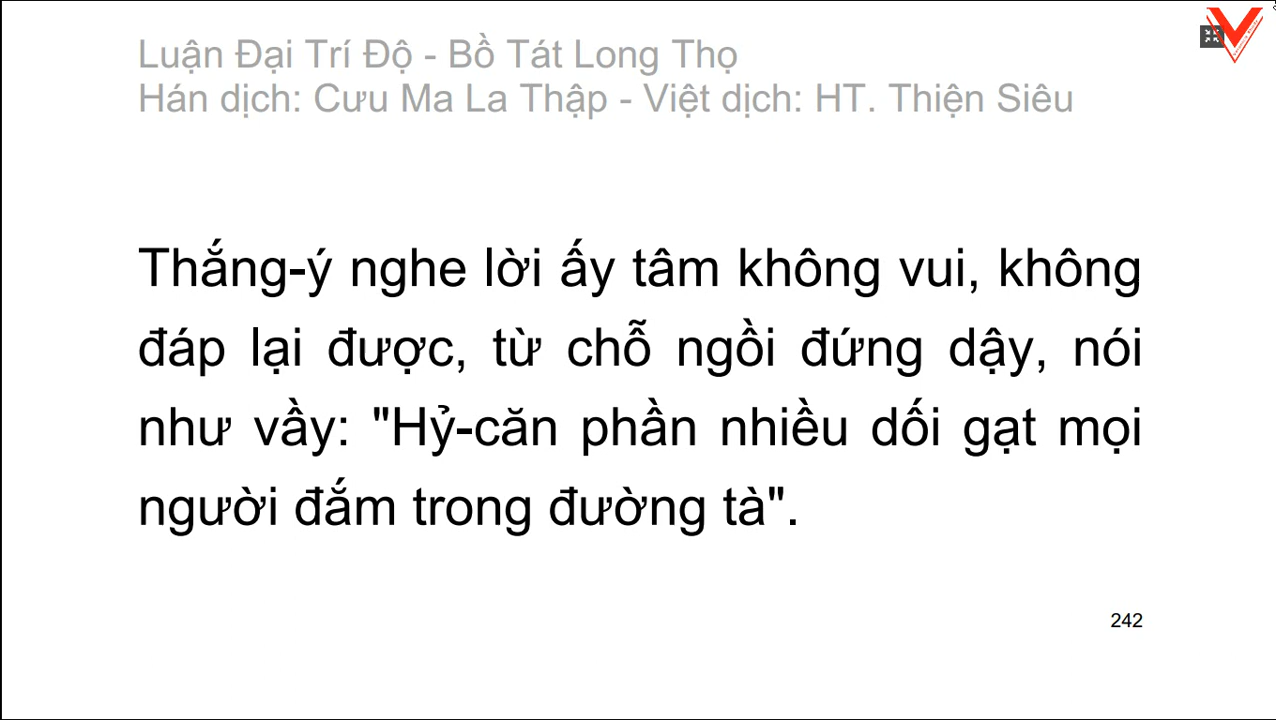 Luận Đại Trí Độ - Bồ Tát Long Thọ
Hán dịch: Cưu Ma La Thập - Việt dịch: HT. Thiện Siêu
Thắng-ý nghe lời ấy tâm không vui, không
đáp lại được, từ chỗ ngồi đứng dậy, nói
như vầy: "Hỷ-căn phần nhiều dối gạt mọi
người đắm trong đường tà".
242